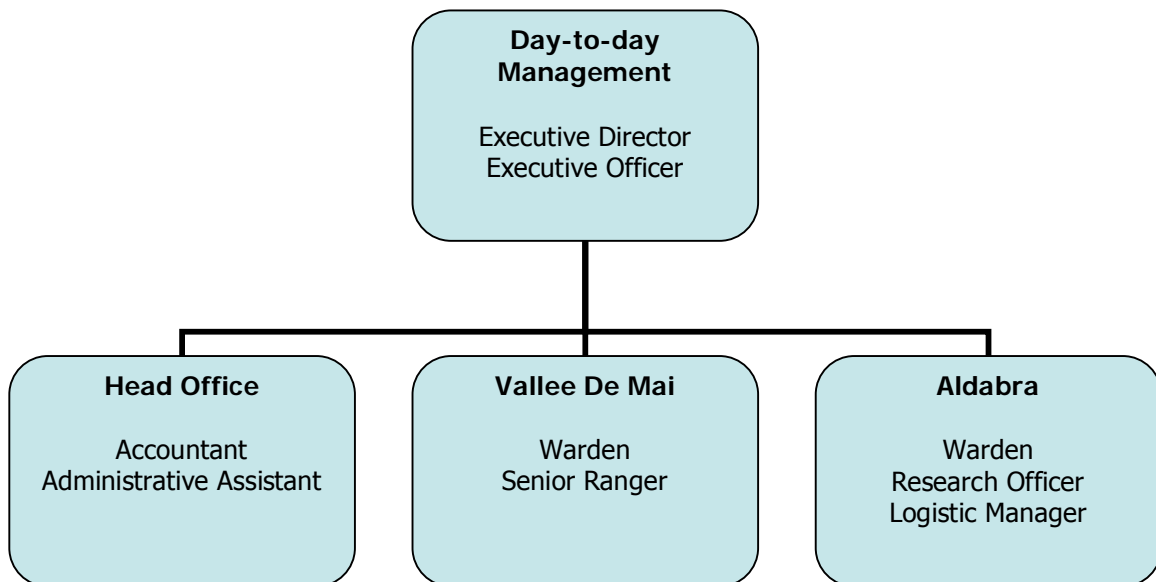 Day-to-day
Management
Executive Director
Executive Officer
Head Office
Accountant
Administrative Assistant
Vallee De Mai
Warden
Senior Ranger
Aldabra
Warden
Research Officer
Logistic Manager